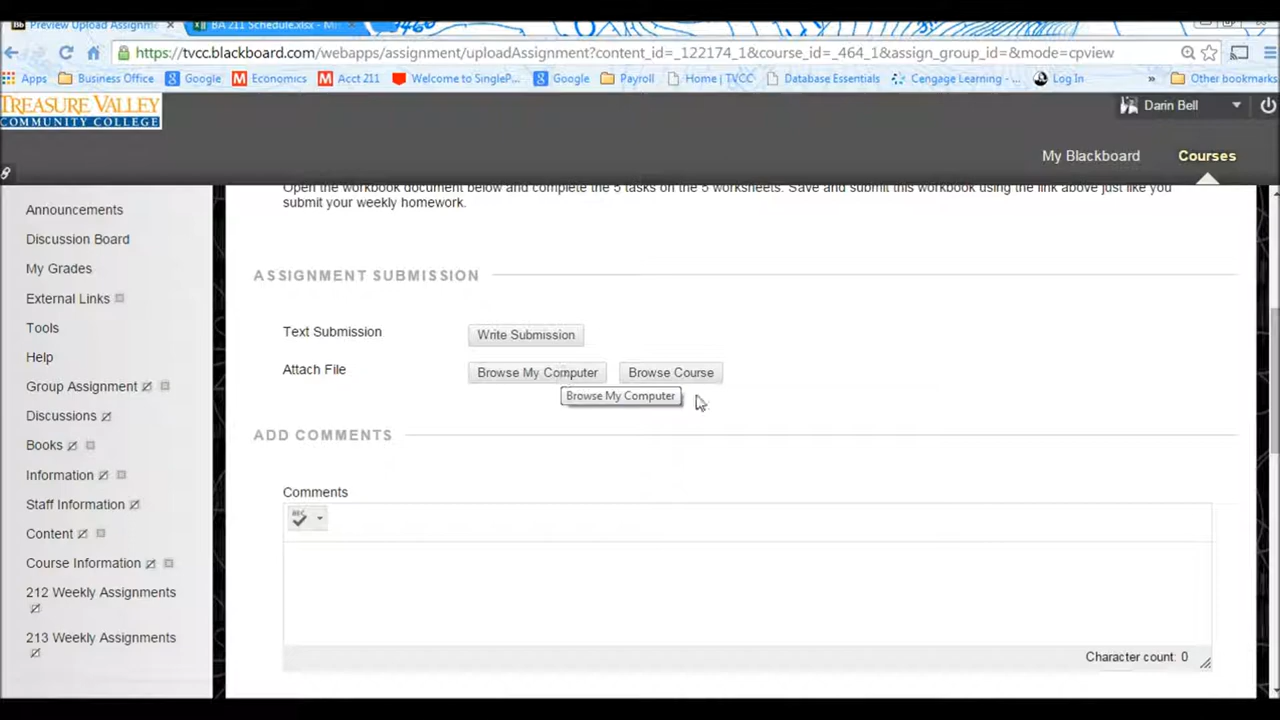 Preview Upload Assignm
BA 211 Schedule.xlsx - Mi
https://tvcc.blackboard.com/webapps/assignment/uploadAssignment?content_id=_122174_1&course_id=_464_1&assign_group_id=&mode=cpview
Apps Business Office Google Economics Acct 211 Welcome to SingleP... Google Payroll Home | TVCC Database Essentials Cengage Learning - ... Log In » Other bookmarks
TREASURE VALLEY
COMMUNITY COLLEGE
Darin Bell
My Blackboard Courses
Announcements
Discussion Board
My Grades
External Links
Tools
Help
Group Assignment
Discussions
Books
Information
Staff Information
Content
Course Information
212 Weekly Assignments
213 Weekly Assignments
Open the workbook document below and complete the 5 tasks on the 5 worksheets. Save and submit this workbook using the link above just like you
submit your weekly homework.
ASSIGNMENT SUBMISSION
Text Submission Write Submission
Attach File Browse My Computer Browse Course
Browse My Computer
ADD COMMENTS
Comments
ABC
Character count: 0